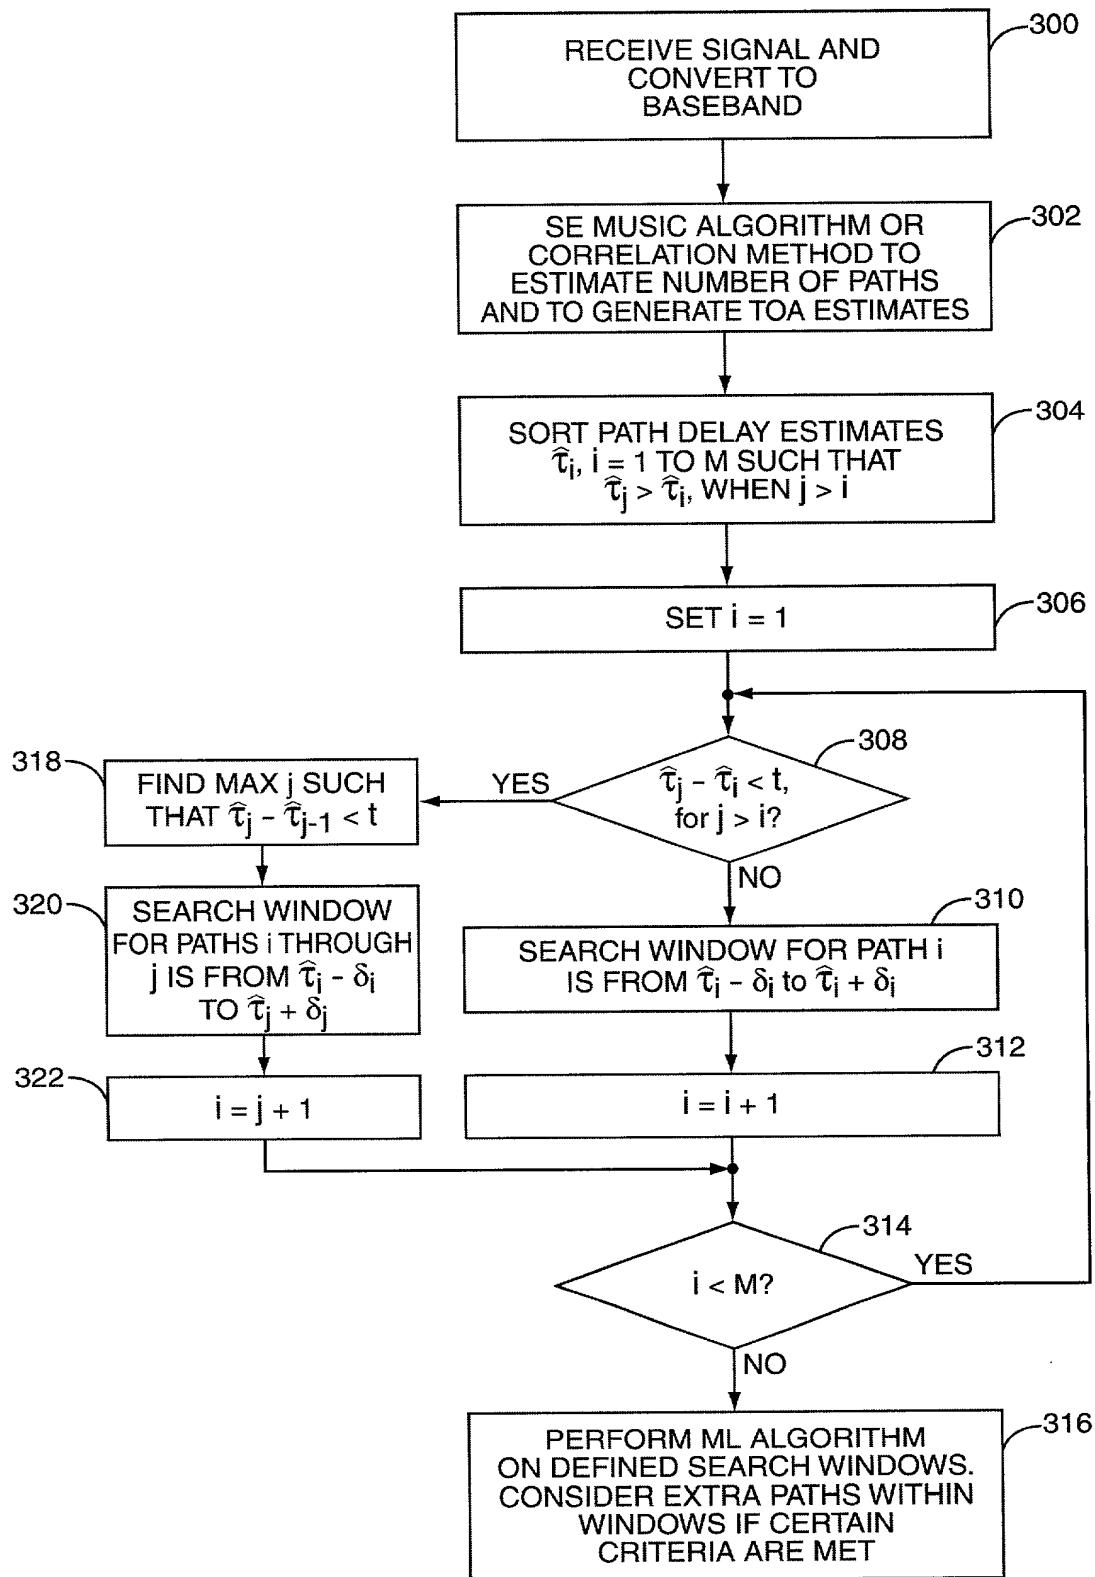 300
RECEIVE SIGNAL AND
CONVERT TO
BASEBAND
302
SE MUSIC ALGORITHM OR
CORRELATION METHOD TO
ESTIMATE NUMBER OF PATHS
AND TO GENERATE TOA ESTIMATES
304
SORT PATH DELAY ESTIMATES
τ̂i, i = 1 TO M SUCH THAT
τ̂j > τ̂i, WHEN j > i
306
SET i = 1
308
τ̂j – τ̂i < t,
for j > i?
YES
NO
318
FIND MAX j SUCH
THAT τ̂j – τ̂j-1 < t
320
SEARCH WINDOW
FOR PATHS i THROUGH
j IS FROM τ̂i – δi
TO τ̂j + δj
322
i = j + 1
310
SEARCH WINDOW FOR PATH i
IS FROM τ̂i – δi to τ̂i + δi
312
i = i + 1
314
i < M?
YES
NO
316
PERFORM ML ALGORITHM
ON DEFINED SEARCH WINDOWS.
CONSIDER EXTRA PATHS WITHIN
WINDOWS IF CERTAIN
CRITERIA ARE MET